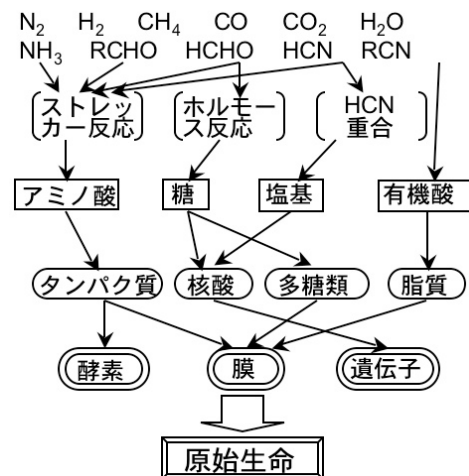 N₂ H₂ CH₄ CO CO₂ H₂O
NH₃ RCHO HCHO HCN RCN
ストレッ
カー反応
ホルモー
ス反応
HCN
重合
アミノ酸
糖
塩基
有機酸
タンパク質
核酸
多糖類
脂質
酵素
膜
遺伝子
原始生命